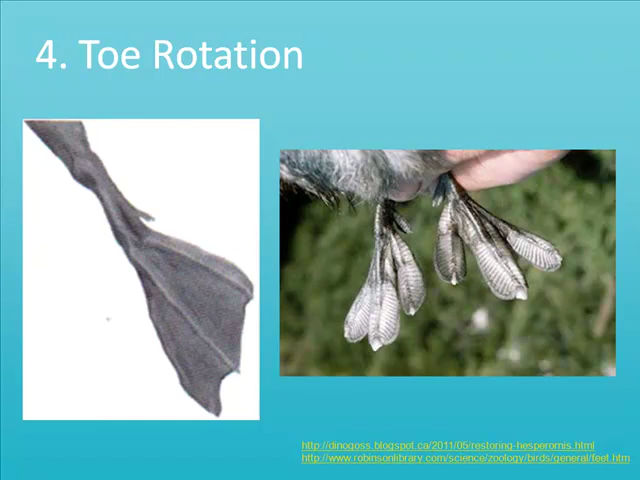 4. Toe Rotation
http://dinogoss.blogspot.ca/2011/05/restoring-hesperornis.html
http://www.robinsonlibrary.com/science/zoology/birds/general/feet.htm